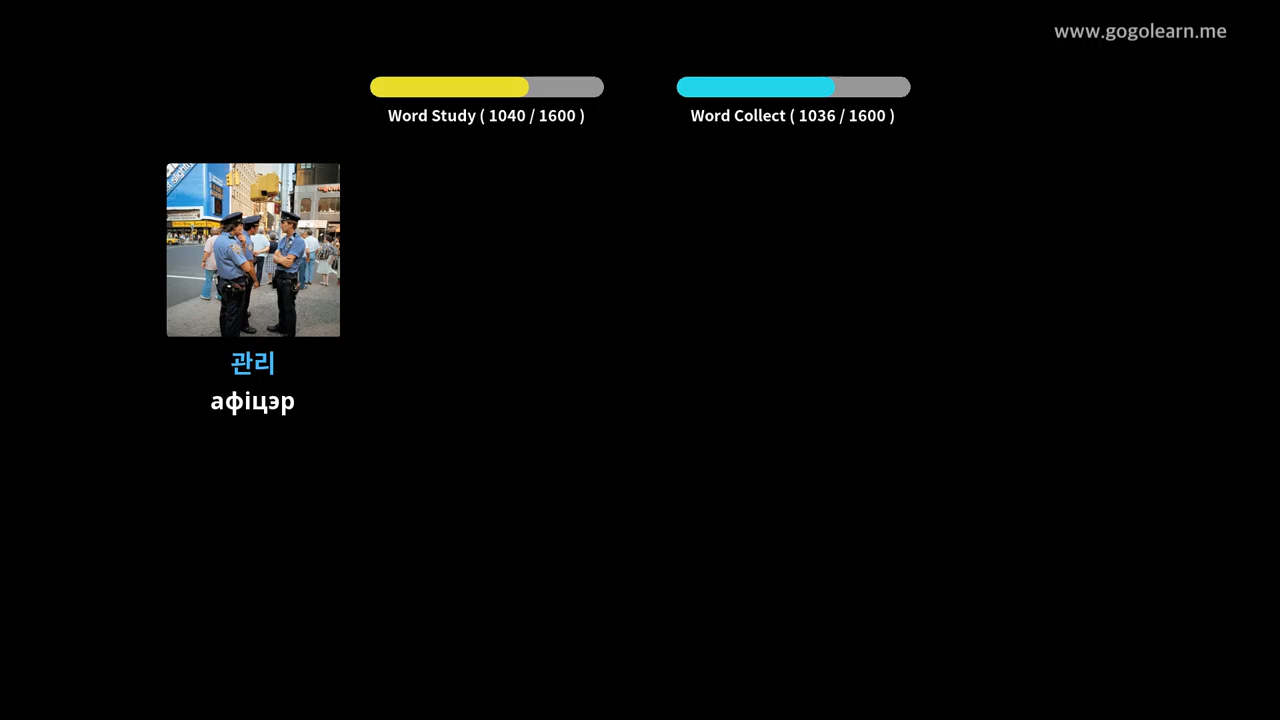 www.gogolearn.me
Word Study ( 1040 / 1600 )
Word Collect ( 1036 / 1600 )
관리
афіцэр